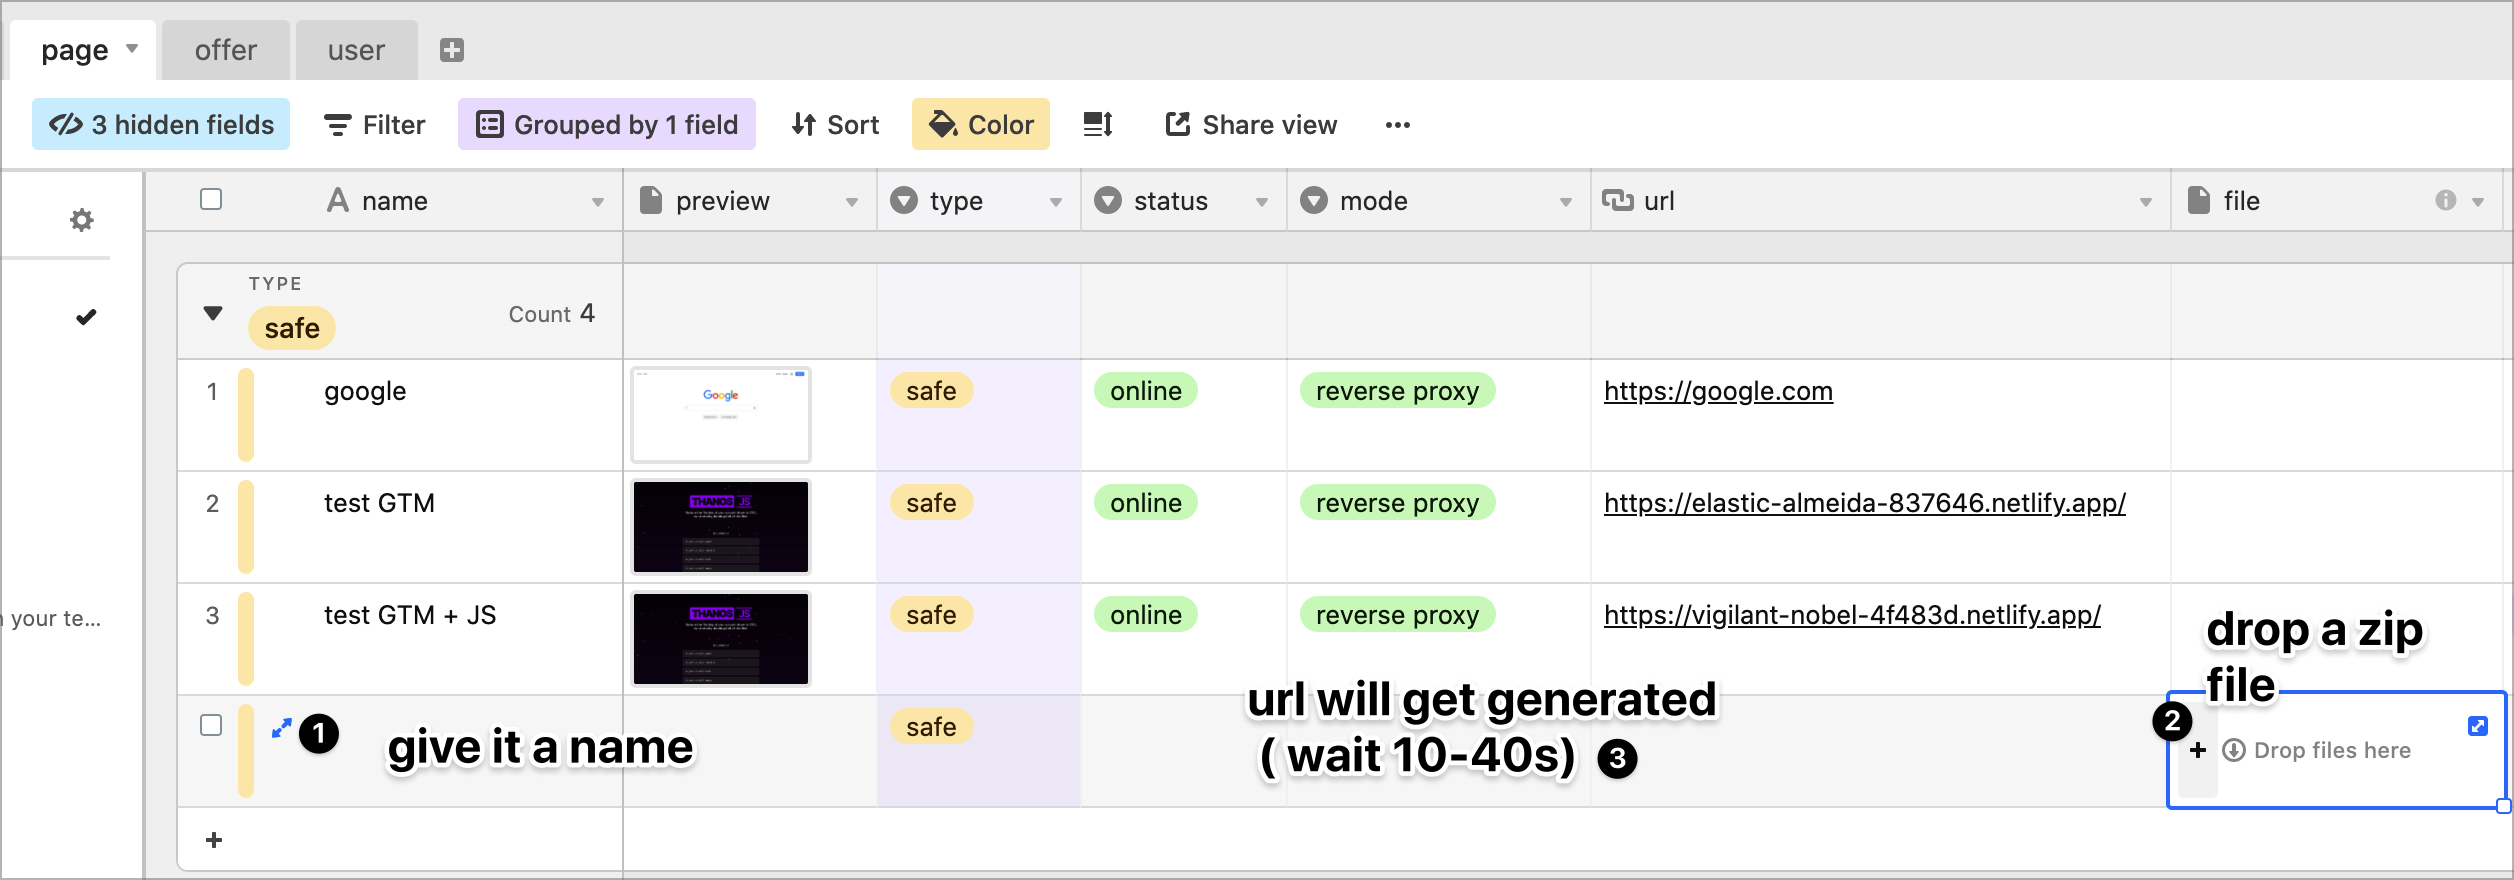 page
offer
user
3 hidden fields
Filter
Grouped by 1 field
Sort
Color
Share view
name
preview
type
status
mode
url
file
TYPE
safe
Count 4
1
google
Google
safe
online
reverse proxy
https://google.com
2
test GTM
THANOS JS
safe
online
reverse proxy
https://elastic-almeida-837646.netlify.app/
3
test GTM + JS
THANOS JS
safe
online
reverse proxy
https://vigilant-nobel-4f483d.netlify.app/
your te...
drop a zip
file
1
give it a name
safe
url will get generated
( wait 10-40s)
3
2
Drop files here